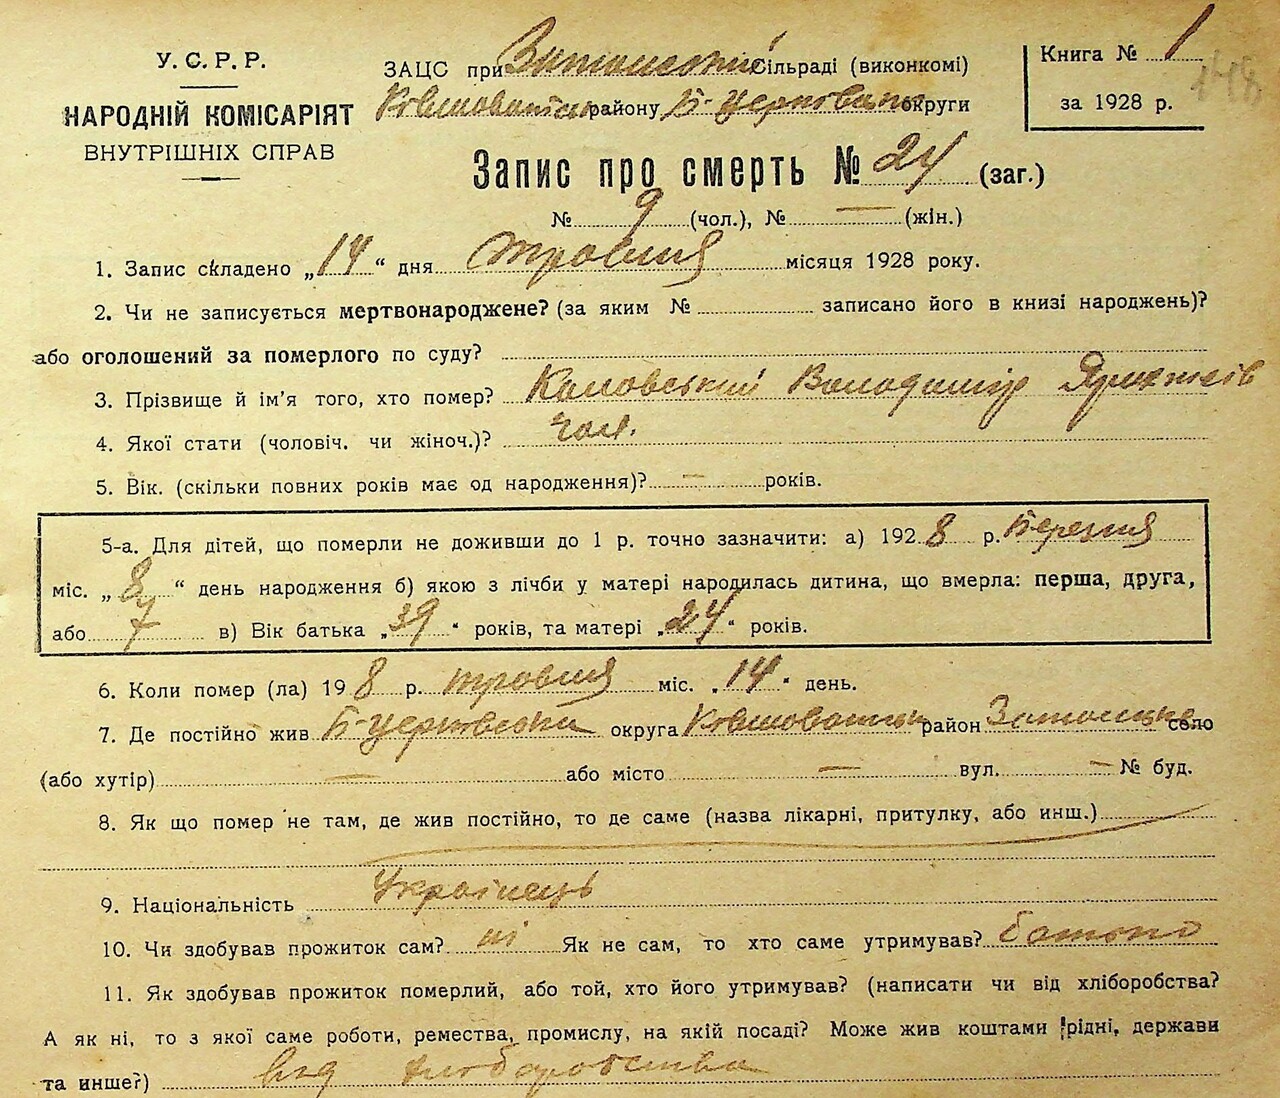 У. С. Р. Р.
НАРОДНІЙ КОМІСАРІЯТ
ВНУТРІШНІХ СПРАВ
ЗАЦС при Сільраді (виконкомі)
району Б-Церківської округи
Книга № 1
за 1928 р.
Запис про смерть № 24 (заг.)
№ 9 (чол.), № — (жін.)
1. Запис складено „14“ дня травня місяця 1928 року.
2. Чи не записується мертвонароджене? (за яким № записано його в книзі народжень)?
або оголошений за померлого по суду?
3. Прізвище й ім'я того, хто помер? Володимір
4. Якої стати (чоловіч. чи жіноч.)? чол.
5. Вік. (скільки повних років має од народження)? — років.
5-а. Для дітей, що померли не доживши до 1 р. точно зазначити: а) 1928 р. Березня
міс. „8“ день народження б) якою з лічби у матері народилась дитина, що вмерла: перша, друга,
або 7 в) Вік батька „39“ років, та матері „24“ років.
6. Коли помер (ла) 198 р. травня міс. „14“ день.
7. Де постійно жив Б-Церківська округа район село
(або хутір) — або місто — вул. — № буд.
8. Як що помер не там, де жив постійно, то де саме (назва лікарні, притулку, або инш.)
9. Національність Українець
10. Чи здобував прожиток сам? ні Як не сам, то хто саме утримував? батько
11. Як здобував прожиток померлий, або той, хто його утримував? (написати чи від хліборобства?
А як ні, то з якої саме роботи, ремества, промислу, на якій посаді? Може жив коштами рідні, держави
та инше?) від хліборобства